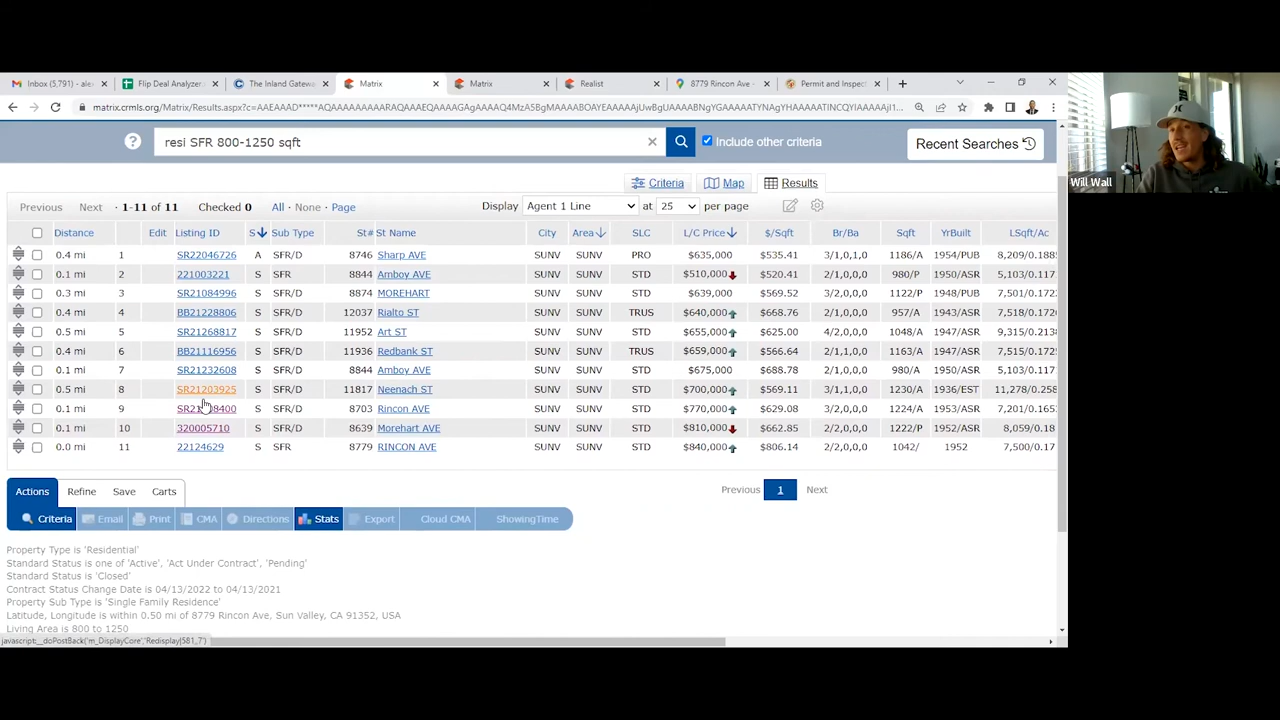 Inbox (5,791) - ale
Flip Deal Analyzer
The Inland Gatew
Matrix
Matrix
Realist
8779 Rincon Ave
Permit and Inspect
matrix.crmls.org/Matrix/Results.aspx?c=AAEAAAD*****AQAAAAAAAAAAQAAAEQAAAAGAgAAAAQ4MzA5BgMAAAABOAYEAAAAAjUwBgUAAAABNgYGAAAABTAyNAgYHAAAAATINCQYIAAAAAjI2/...
resi SFR 800-1250 sqft
Include other criteria
Recent Searches
Criteria Map Results
Previous Next · 1-11 of 11 Checked 0 All · None · Page Display Agent 1 Line at 25 per page
Distance Edit Listing ID S Sub Type St# St Name City Area SLC L/C Price $/Sqft Br/Ba Sqft YrBuilt LSqft/Ac
0.4 mi 1 SR22046726 A SFR/D 8746 Sharp AVE SUNV SUNV PRO $635,000 $535.41 3/1,0,1,0 1186/A 1954/PUB 8,209/0.188
0.1 mi 2 221003221 S SFR 8844 Amboy AVE SUNV SUNV STD $510,000 $520.41 2/1,0,0,0 980/P 1950/ASR 5,103/0.117
0.3 mi 3 SR21084996 S SFR/D 8874 MOREHART SUNV SUNV STD $639,000 $569.52 3/2,0,0,0 1122/P 1948/PUB 7,501/0.172
0.4 mi 4 BB21228806 S SFR/D 12037 Rialto ST SUNV SUNV TRUS $640,000 $668.76 2/1,0,0,0 957/A 1943/ASR 7,518/0.172
0.5 mi 5 SR21268817 S SFR/D 11952 Art ST SUNV SUNV STD $655,000 $625.00 4/2,0,0,0 1048/A 1947/ASR 9,315/0.213
0.4 mi 6 BB21116956 S SFR/D 11936 Redbank ST SUNV SUNV TRUS $659,000 $566.64 2/1,1,0,0 1163/A 1947/ASR 7,515/0.172
0.1 mi 7 SR21232608 S SFR/D 8844 Amboy AVE SUNV SUNV STD $675,000 $688.78 2/1,0,0,0 980/A 1950/ASR 5,103/0.117
0.5 mi 8 SR21203925 S SFR/D 11817 Neenach ST SUNV SUNV STD $700,000 $569.11 3/1,1,0,0 1230/A 1936/EST 11,278/0.258
0.1 mi 9 S SFR/D 8703 Rincon AVE SUNV SUNV STD $770,000 $629.08 3/2,0,0,0 1224/A 1953/ASR 7,201/0.165
0.1 mi 10 320005710 S SFR/D 8639 Morehart AVE SUNV SUNV STD $810,000 $662.85 2/2,0,0,0 1222/P 1952/ASR 8,059/0.18
0.0 mi 11 22124629 S SFR 8779 RINCON AVE SUNV SUNV STD $840,000 $806.14 2/2,0,0,0 1042/ 1952 7,500/0.17
Actions Refine Save Carts
Previous 1 Next
Criteria Email Print CMA Directions Stats Export Cloud CMA ShowingTime
Property Type is 'Residential'
Standard Status is one of 'Active', 'Act Under Contract', 'Pending'
Standard Status is 'Closed'
Contract Status Change Date is 04/13/2022 to 04/13/2021
Property Sub Type is 'Single Family Residence'
Latitude, Longitude is within 0.50 mi of 8779 Rincon Ave, Sun Valley, CA 91352, USA
Living Area is 800 to 1250
javascript:__doPostBack('m_DisplayCore','Redisplay|581,,7')
Will Wall